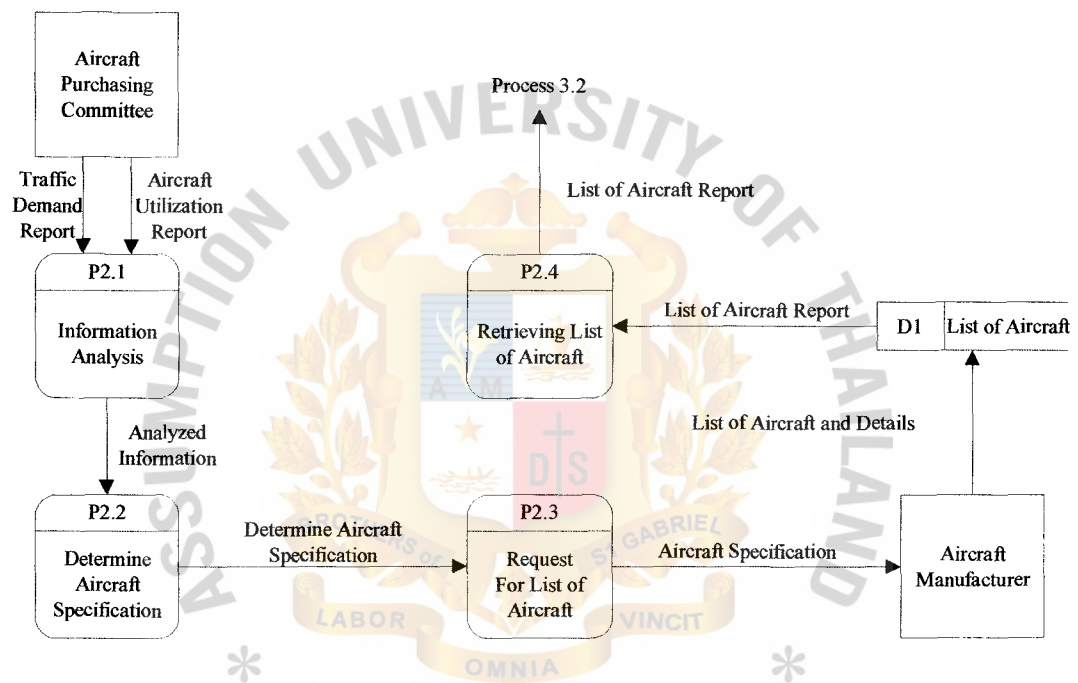 Aircraft
Purchasing
Committee
Traffic
Demand
Report
Aircraft
Utilization
Report
P2.1
Information
Analysis
Analyzed
Information
P2.2
Determine
Aircraft
Specification
Determine Aircraft
Specification
P2.3
Request
For List of
Aircraft
Aircraft Specification
Aircraft
Manufacturer
List of Aircraft and Details
D1
List of Aircraft
List of Aircraft Report
P2.4
Retrieving List
of Aircraft
List of Aircraft Report
Process 3.2
ASSUMPTION UNIVERSITY OF THAILAND
A M
D S
BROTHERS of
ST GABRIEL
LABOR
OMNIA
VINCIT